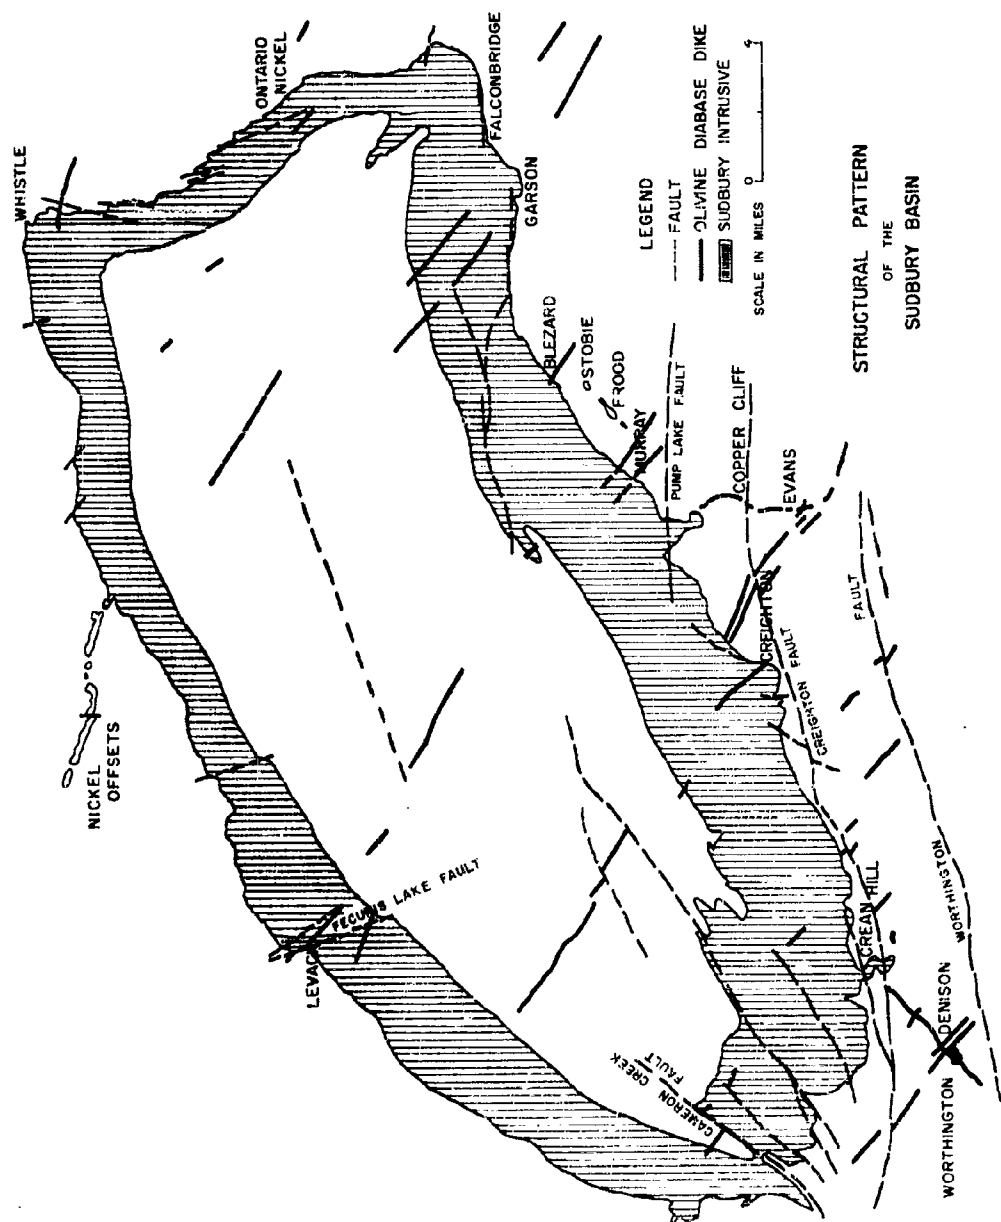 WHISTLE
ONTARIO
NICKEL
FALCONBRIDGE
GARSON
BLEZARD
STOBIE
FROOD
MURRAY
PUMP LAKE FAULT
COPPER CLIFF
EVANS
CREIGHTON
CREIGHTON FAULT
NICKEL
OFFSETS
LEVACK
FECUNIS LAKE FAULT
CAMERON CREEK
FAULT
CREAN HILL
WORTHINGTON
FAULT
DENISON
WORTHINGTON
LEGEND
FAULT
OLIVINE DIABASE DIKE
SUDBURY INTRUSIVE
0 4
SCALE IN MILES
STRUCTURAL PATTERN
OF THE
SUDBURY BASIN